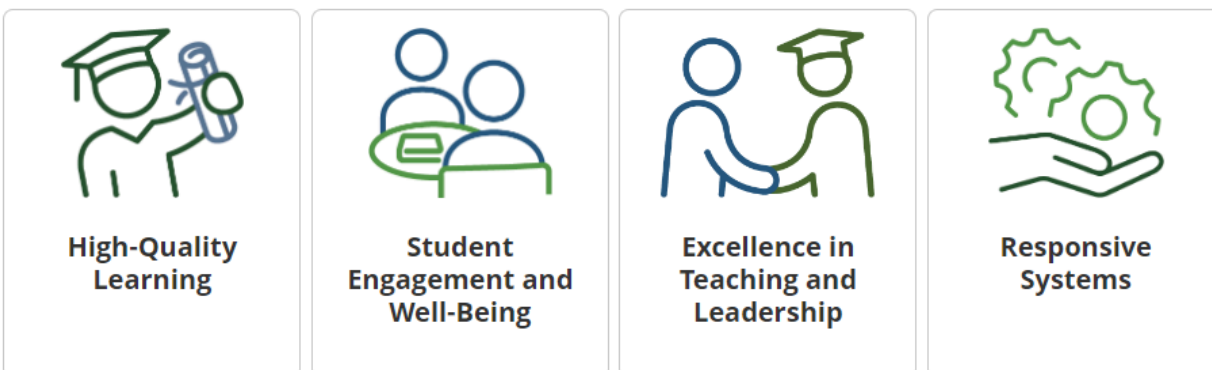 High-Quality
Learning
Student
Engagement and
Well-Being
Excellence in
Teaching and
Leadership
Responsive
Systems